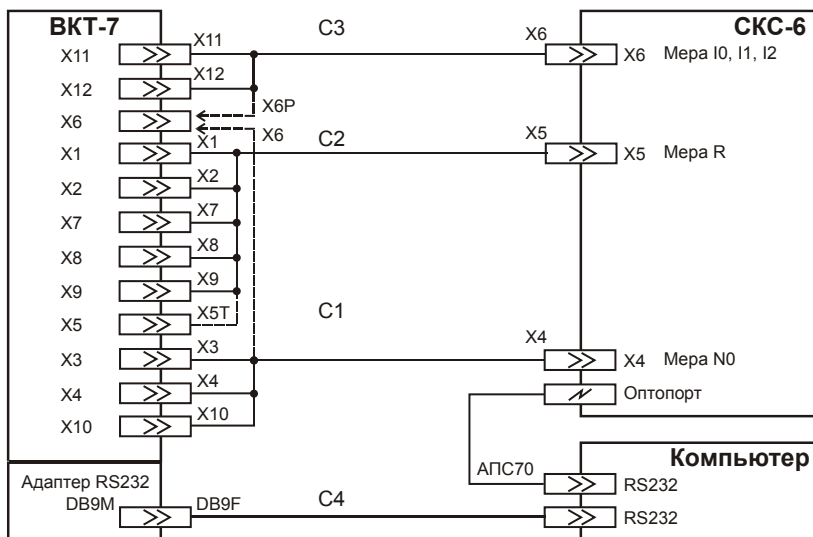 ВКТ-7
СКС-6
X11
X11
C3
X6
X6
Мера I0, I1, I2
X12
X12
X6
X6P
X6
X1
X1
C2
X5
X5
Мера R
X2
X2
X7
X7
X8
X8
X9
X9
X5
X5T
C1
X3
X3
X4
X4
Мера N0
X4
X4
Оптопорт
X10
X10
Компьютер
АПС70
RS232
Адаптер RS232
DB9M
DB9F
C4
RS232